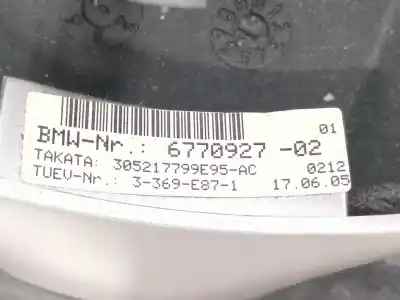 01
BMW-Nr.: 6770927-02
TAKATA: 305217799E95-AC 0212
TUEV-Nr.: 3-369-E87-1 17.06.05